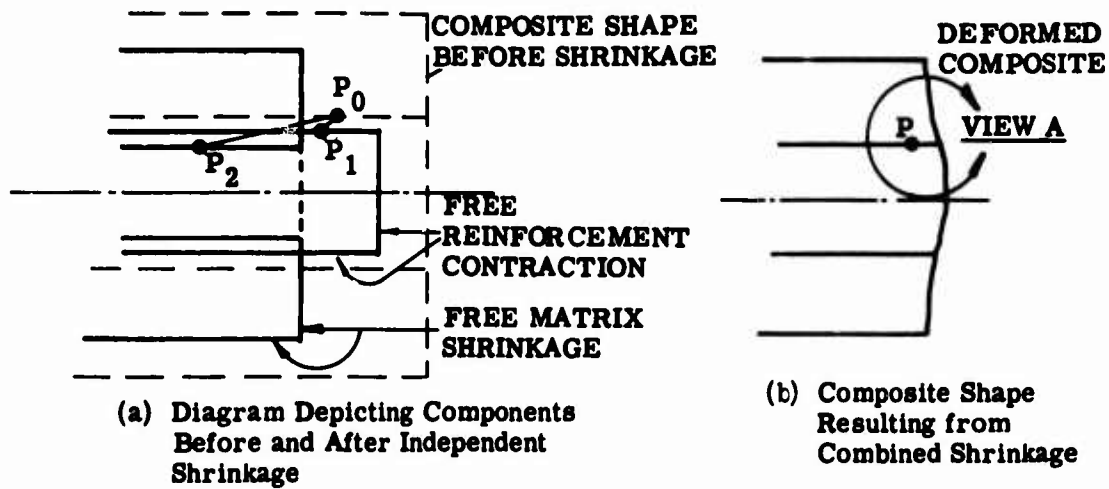 COMPOSITE SHAPE
BEFORE SHRINKAGE
P0
P1
P2
FREE
REINFORCEMENT
CONTRACTION
FREE MATRIX
SHRINKAGE
(a) Diagram Depicting Components
Before and After Independent
Shrinkage
DEFORMED
COMPOSITE
P
VIEW A
(b) Composite Shape
Resulting from
Combined Shrinkage